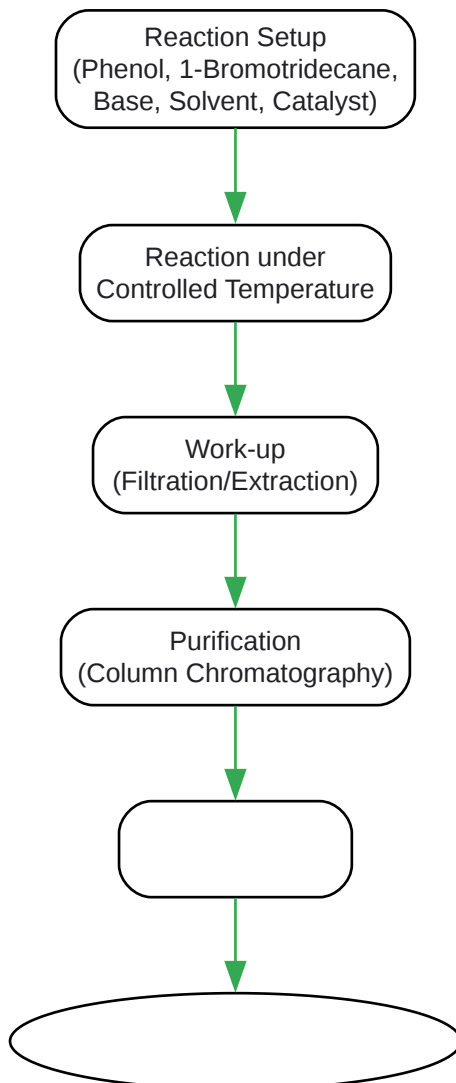 Reaction Setup
(Phenol, 1-Bromotridecane,
Base, Solvent, Catalyst)
Reaction under
Controlled Temperature
Work-up
(Filtration/Extraction)
Purification
(Column Chromatography)